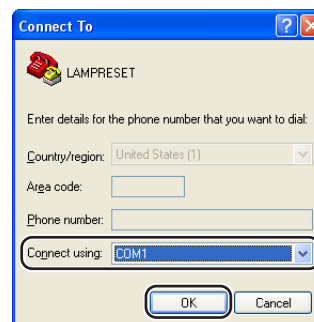 Connect To
LAMPRESET
Enter details for the phone number that you want to dial:
Country/region: United States (1)
Area code:
Phone number:
Connect using: COM1
OK Cancel